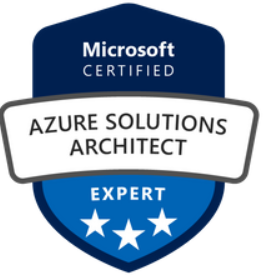 Microsoft
CERTIFIED
AZURE SOLUTIONS
ARCHITECT
EXPERT